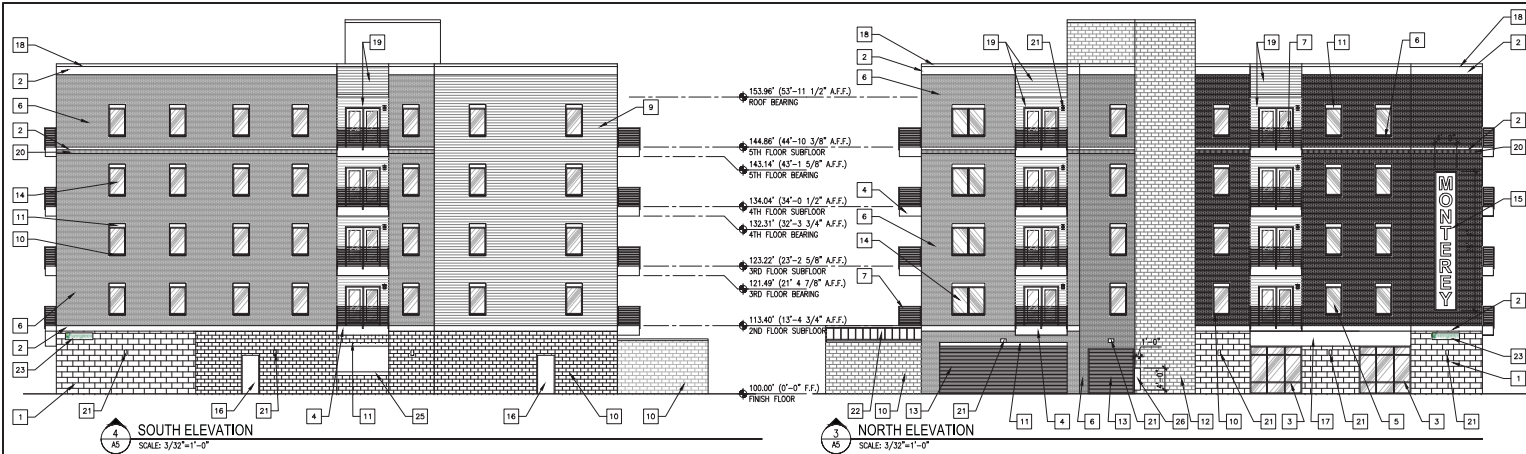 18
2
6
2
20
14
11
10
6
2
23
1
19
9
21
16
21
4
11
25
16
10
10
4
A5
SOUTH ELEVATION
SCALE: 3/32"=1'-0"
153.96' (53'-11 1/2" A.F.F.)
ROOF BEARING
144.86' (44'-10 3/8" A.F.F.)
5TH FLOOR SUBFLOOR
143.14' (43'-1 5/8" A.F.F.)
5TH FLOOR BEARING
134.04' (34'-0 1/2" A.F.F.)
4TH FLOOR SUBFLOOR
132.31' (32'-3 3/4" A.F.F.)
4TH FLOOR BEARING
123.22' (23'-2 5/8" A.F.F.)
3RD FLOOR SUBFLOOR
121.49' (21' 4 7/8" A.F.F.)
3RD FLOOR BEARING
113.40' (13'-4 3/4" A.F.F.)
2ND FLOOR SUBFLOOR
100.00' (0'-0" F.F.)
FINISH FLOOR
18
2
6
19
21
4
6
14
7
19
7
11
6
18
2
2
20
15
2
23
1
MONTEREY
1'-0"
4'-0"
22
10
13
21
11
4
6
13
21
26
12
10
21
3
17
21
5
3
21
3
A5
NORTH ELEVATION
SCALE: 3/32"=1'-0"